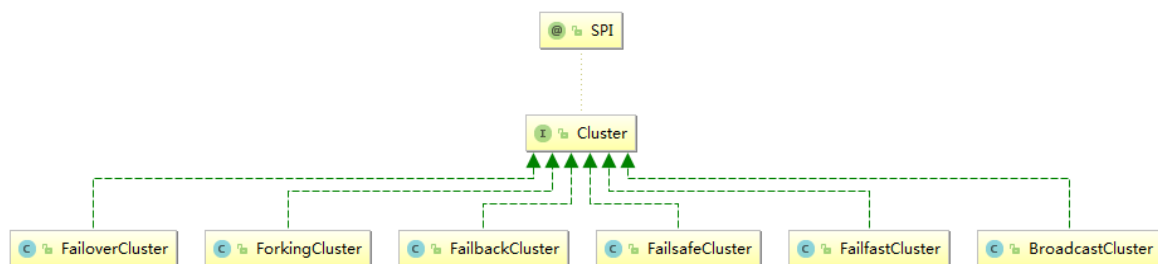 @ SPI
I Cluster
C FailoverCluster
C ForkingCluster
C FailbackCluster
C FailsafeCluster
C FailfastCluster
C BroadcastCluster